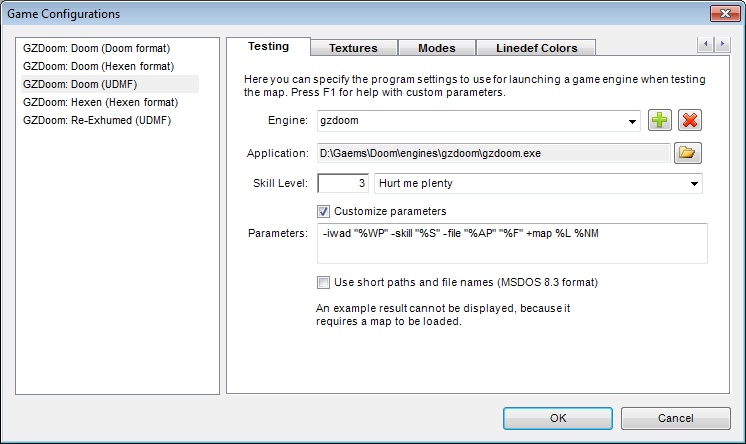 Game Configurations
GZDoom: Doom (Doom format)
GZDoom: Doom (Hexen format)
GZDoom: Doom (UDMF)
GZDoom: Hexen (Hexen format)
GZDoom: Re-Exhumed (UDMF)
Testing Textures Modes Linedef Colors
Here you can specify the program settings to use for launching a game engine when testing
the map. Press F1 for help with custom parameters.
Engine: gzdoom
Application: D:\Gaems\Doom\engines\gzdoom\gzdoom.exe
Skill Level: 3 Hurt me plenty
Customize parameters
Parameters: -iwad "%WP" -skill "%S" -file "%AP" "%F" +map %L %NM
Use short paths and file names (MSDOS 8.3 format)
An example result cannot be displayed, because it
requires a map to be loaded.
OK Cancel